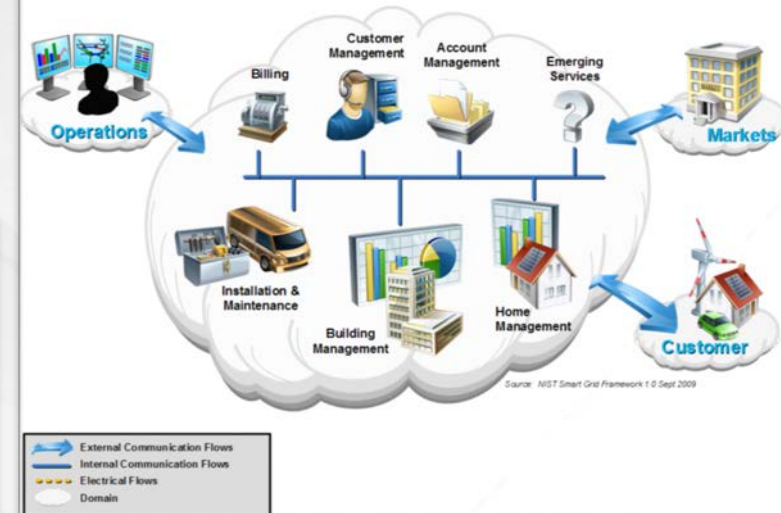 Customer
Management
Account
Management
Billing
Emerging
Services
Operations
Markets
Installation &
Maintenance
Building
Management
Home
Management
Customer
Source: NIST Smart Grid Framework 1.0 Sept 2009
External Communication Flows
Internal Communication Flows
Electrical Flows
Domain